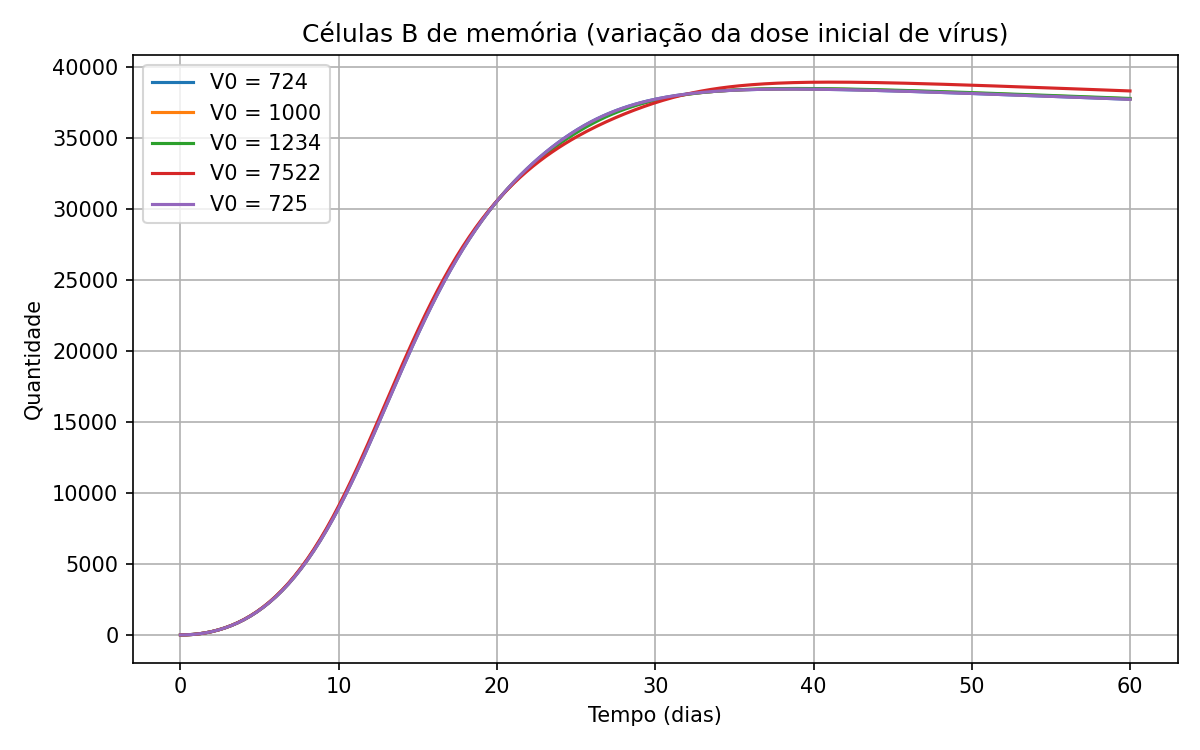 Células B de memória (variação da dose inicial de vírus)
V0 = 724
V0 = 1000
V0 = 1234
V0 = 7522
V0 = 725
40000
35000
30000
25000
20000
15000
10000
5000
0
Quantidade
0 10 20 30 40 50 60
Tempo (dias)